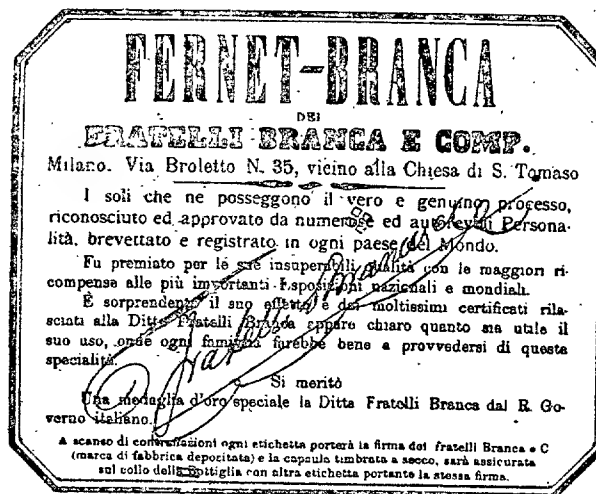 FERNET-BRANCA
DEI
FRATELLI BRANCA E COMP.
Milano. Via Broletto N. 35, vicino alla Chiesa di S. Tomaso
I soli che ne posseggono il vero e genuino processo,
riconosciuto ed approvato da numerose ed autorevoli Persona-
lità, brevettato e registrato in ogni paese del Mondo.
Fu premiato per le sue insuperabili qualità con le maggiori ri-
compense alle più importanti Esposizioni nazionali e mondiali.
È sorprendente il suo effetto e dei moltissimi certificati rila-
sciati alla Ditta Fratelli Branca appare chiaro quanto sia utile il
suo uso, onde ogni famiglia farebbe bene a provvedersi di questa
specialità.
Si meritò
Una medaglia d'oro speciale la Ditta Fratelli Branca dal R. Go-
verno italiano.
Fratelli Branca
A scanso di contraffazioni ogni etichetta porterà la firma dei fratelli Branca e C
(marca di fabbrica depositata) e la capsula timbrata a secco, sarà assicurata
sul collo della bottiglia con altra etichetta portante la stessa firma.